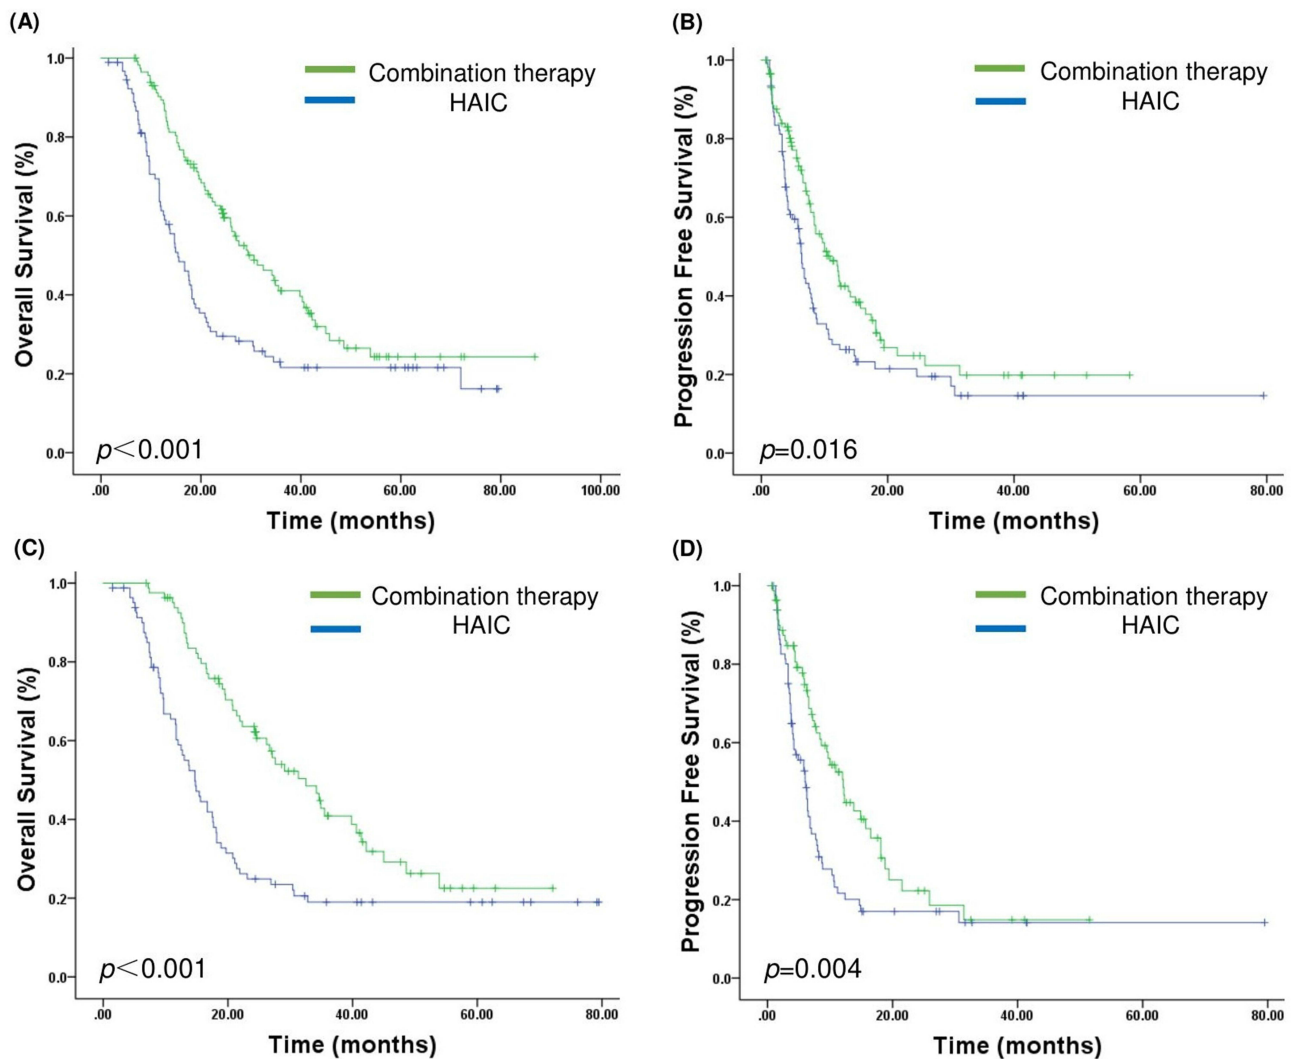 (A)
Combination therapy
HAIC
Overall Survival (%)
1.0
0.8
0.6
0.4
0.2
0.0
p<0.001
.00 20.00 40.00 60.00 80.00 100.00
Time (months)
(B)
Combination therapy
HAIC
Progression Free Survival (%)
1.0
0.8
0.6
0.4
0.2
0.0
p=0.016
.00 20.00 40.00 60.00 80.00
Time (months)
(C)
Combination therapy
HAIC
Overall Survival (%)
1.0
0.8
0.6
0.4
0.2
0.0
p<0.001
.00 20.00 40.00 60.00 80.00
Time (months)
(D)
Combination therapy
HAIC
Progression Free Survival (%)
1.0
0.8
0.6
0.4
0.2
0.0
p=0.004
.00 20.00 40.00 60.00 80.00
Time (months)